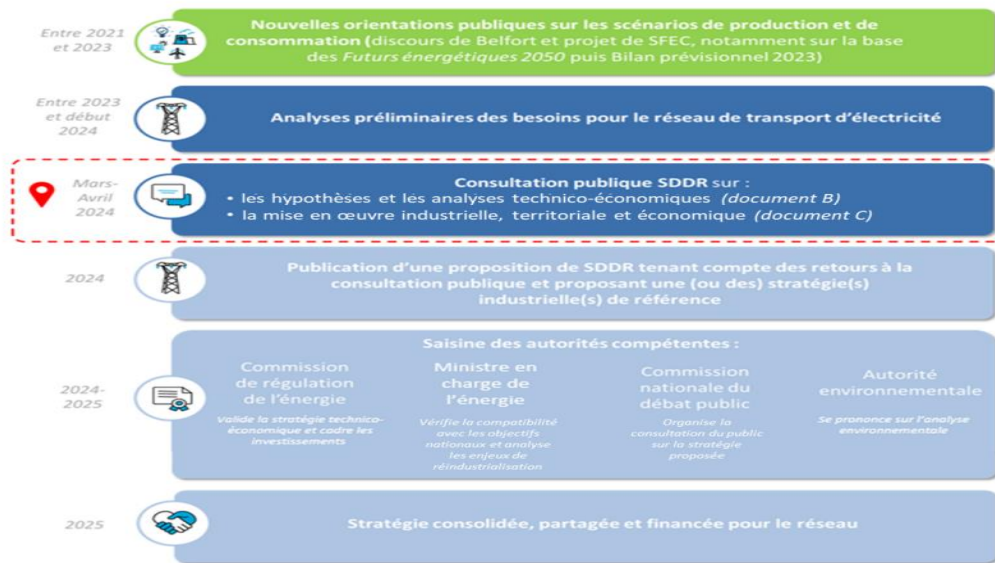 Entre 2021
et 2023
Nouvelles orientations publiques sur les scénarios de production et de
consommation (discours de Belfort et projet de SFEC, notamment sur la base
des Futurs énergétiques 2050 puis Bilan prévisionnel 2023)
Entre 2023
et début
2024
Analyses préliminaires des besoins pour le réseau de transport d'électricité
Mars-
Avril
2024
Consultation publique SDDR sur :
• les hypothèses et les analyses technico-économiques (document B)
• la mise en œuvre industrielle, territoriale et économique (document C)
2024
Publication d'une proposition de SDDR tenant compte des retours à la
consultation publique et proposant une (ou des) stratégie(s)
industrielle(s) de référence
2024-
2025
Saisine des autorités compétentes :
Commission
de régulation
de l'énergie
Valide la stratégie technico-
économique et cadre les
investissements
Ministre en
charge de
l'énergie
Vérifie la compatibilité
avec les objectifs
nationaux et analyse
les enjeux de
réindustrialisation
Commission
nationale du
débat public
Organise la
consultation du public
sur la stratégie
proposée
Autorité
environnementale
Se prononce sur l'analyse
environnementale
2025
Stratégie consolidée, partagée et financée pour le réseau